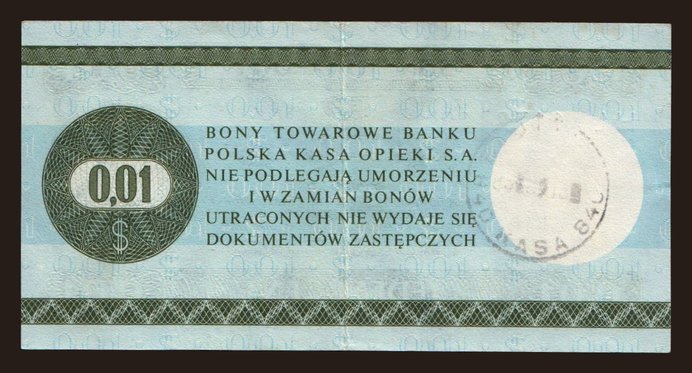 0,01
$
BONY TOWAROWE BANKU
POLSKA KASA OPIEKI S.A.
NIE PODLEGAJĄ UMORZENIU
I W ZAMIAN BONÓW
UTRACONYCH NIE WYDAJE SIĘ
DOKUMENTÓW ZASTĘPCZYCH
KASA 840